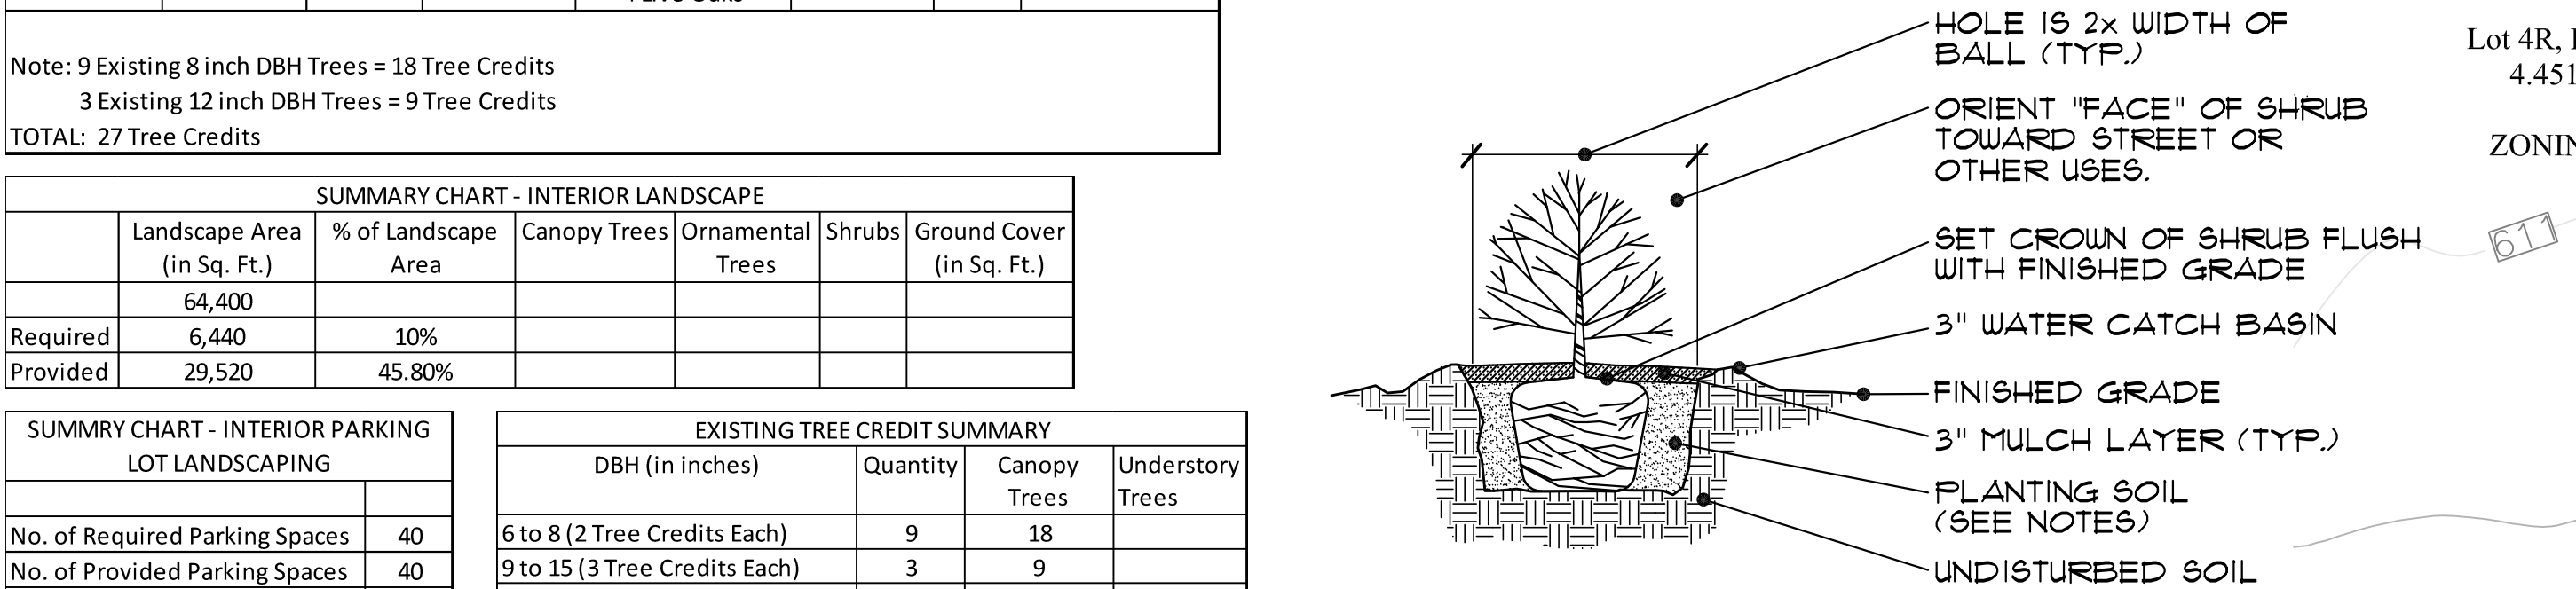 Note: 9 Existing 8 inch DBH Trees = 18 Tree Credits
3 Existing 12 inch DBH Trees = 9 Tree Credits
TOTAL: 27 Tree Credits
SUMMARY CHART - INTERIOR LANDSCAPE
Landscape Area (in Sq. Ft.) % of Landscape Area Canopy Trees Ornamental Trees Shrubs Ground Cover (in Sq. Ft.)
64,400
Required 6,440 10%
Provided 29,520 45.80%
SUMMRY CHART - INTERIOR PARKING
LOT LANDSCAPING
No. of Required Parking Spaces 40
No. of Provided Parking Spaces 40
EXISTING TREE CREDIT SUMMARY
DBH (in inches) Quantity Canopy Trees Understory Trees
6 to 8 (2 Tree Credits Each) 9 18
9 to 15 (3 Tree Credits Each) 3 9
HOLE IS 2x WIDTH OF
BALL (TYP.)
ORIENT "FACE" OF SHRUB
TOWARD STREET OR
OTHER USES.
SET CROWN OF SHRUB FLUSH
WITH FINISHED GRADE
3" WATER CATCH BASIN
FINISHED GRADE
3" MULCH LAYER (TYP.)
PLANTING SOIL
(SEE NOTES)
UNDISTURBED SOIL
Lot 4R,
4.451
ZONIN
611